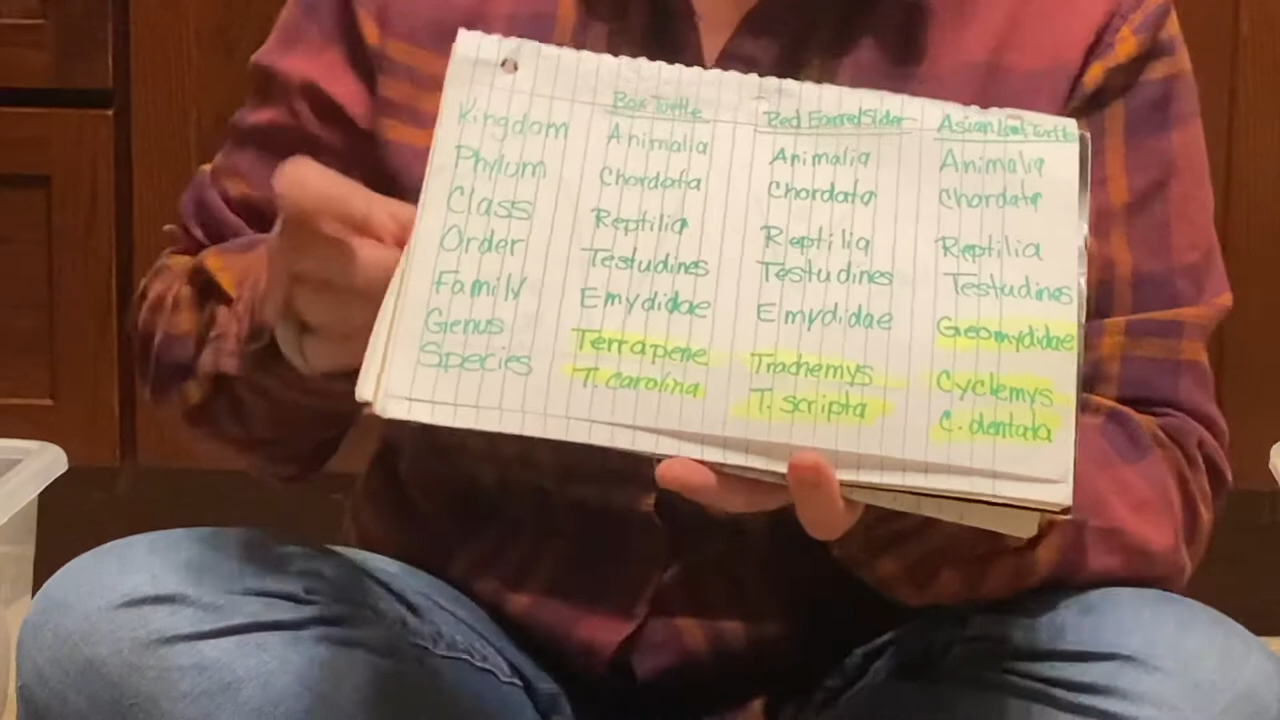 Box Turtle Red Earred Slider Asian Leaf Turtle
Kingdom Animalia Animalia Animalia
Phylum Chordata Chordata Chordata
Class Reptilia Reptilia Reptilia
Order Testudines Testudines Testudines
Family Emydidae Emydidae Geomydidae
Genus Terrapene Trachemys Cyclemys
Species T. carolina T. scripta C. dentata